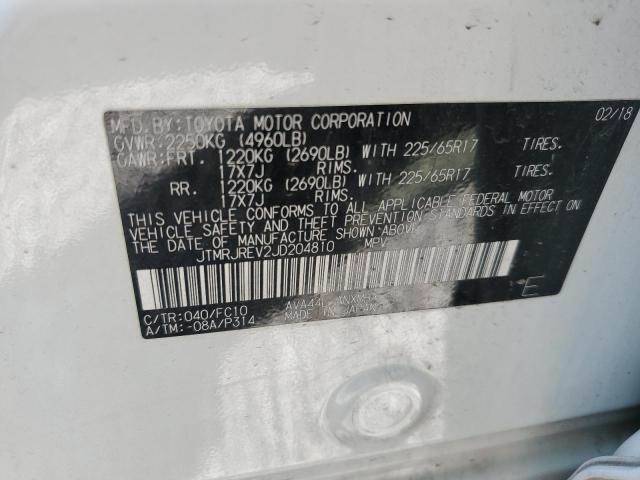 MFD.BY:TOYOTA MOTOR CORPORATION 02/18
GVWR:2250KG (4960LB)
GAWR:FRT. 1220KG (2690LB) WITH 225/65R17 TIRES.
17X7J RIMS.
RR. 1220KG (2690LB) WITH 225/65R17 TIRES.
17X7J RIMS.
THIS VEHICLE CONFORMS TO ALL APPLICABLE FEDERAL MOTOR
VEHICLE SAFETY AND THEFT PREVENTION STANDARDS IN EFFECT ON
THE DATE OF MANUFACTURE SHOWN ABOVE.
JTMRJREV2JD204810 MPV
C/TR:040/FC10 AVA44L
A/TM:-08A/P314 MADE IN JAPAN
E